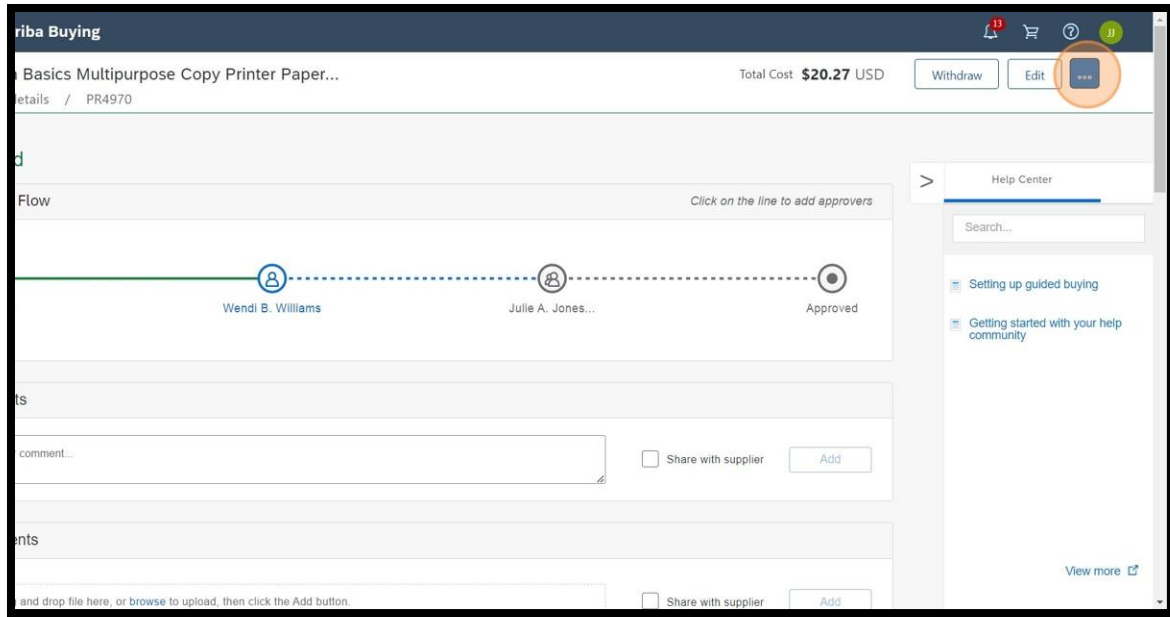 riba Buying
13
JJ
Basics Multipurpose Copy Printer Paper...
Total Cost $20.27 USD
Withdraw
Edit
...
details / PR4970
d
Flow
Click on the line to add approvers
>
Help Center
Search...
Wendi B. Williams
Julie A. Jones...
Approved
Setting up guided buying
Getting started with your help
community
ts
comment...
Share with supplier
Add
ents
and drop file here, or browse to upload, then click the Add button.
Share with supplier
Add
View more